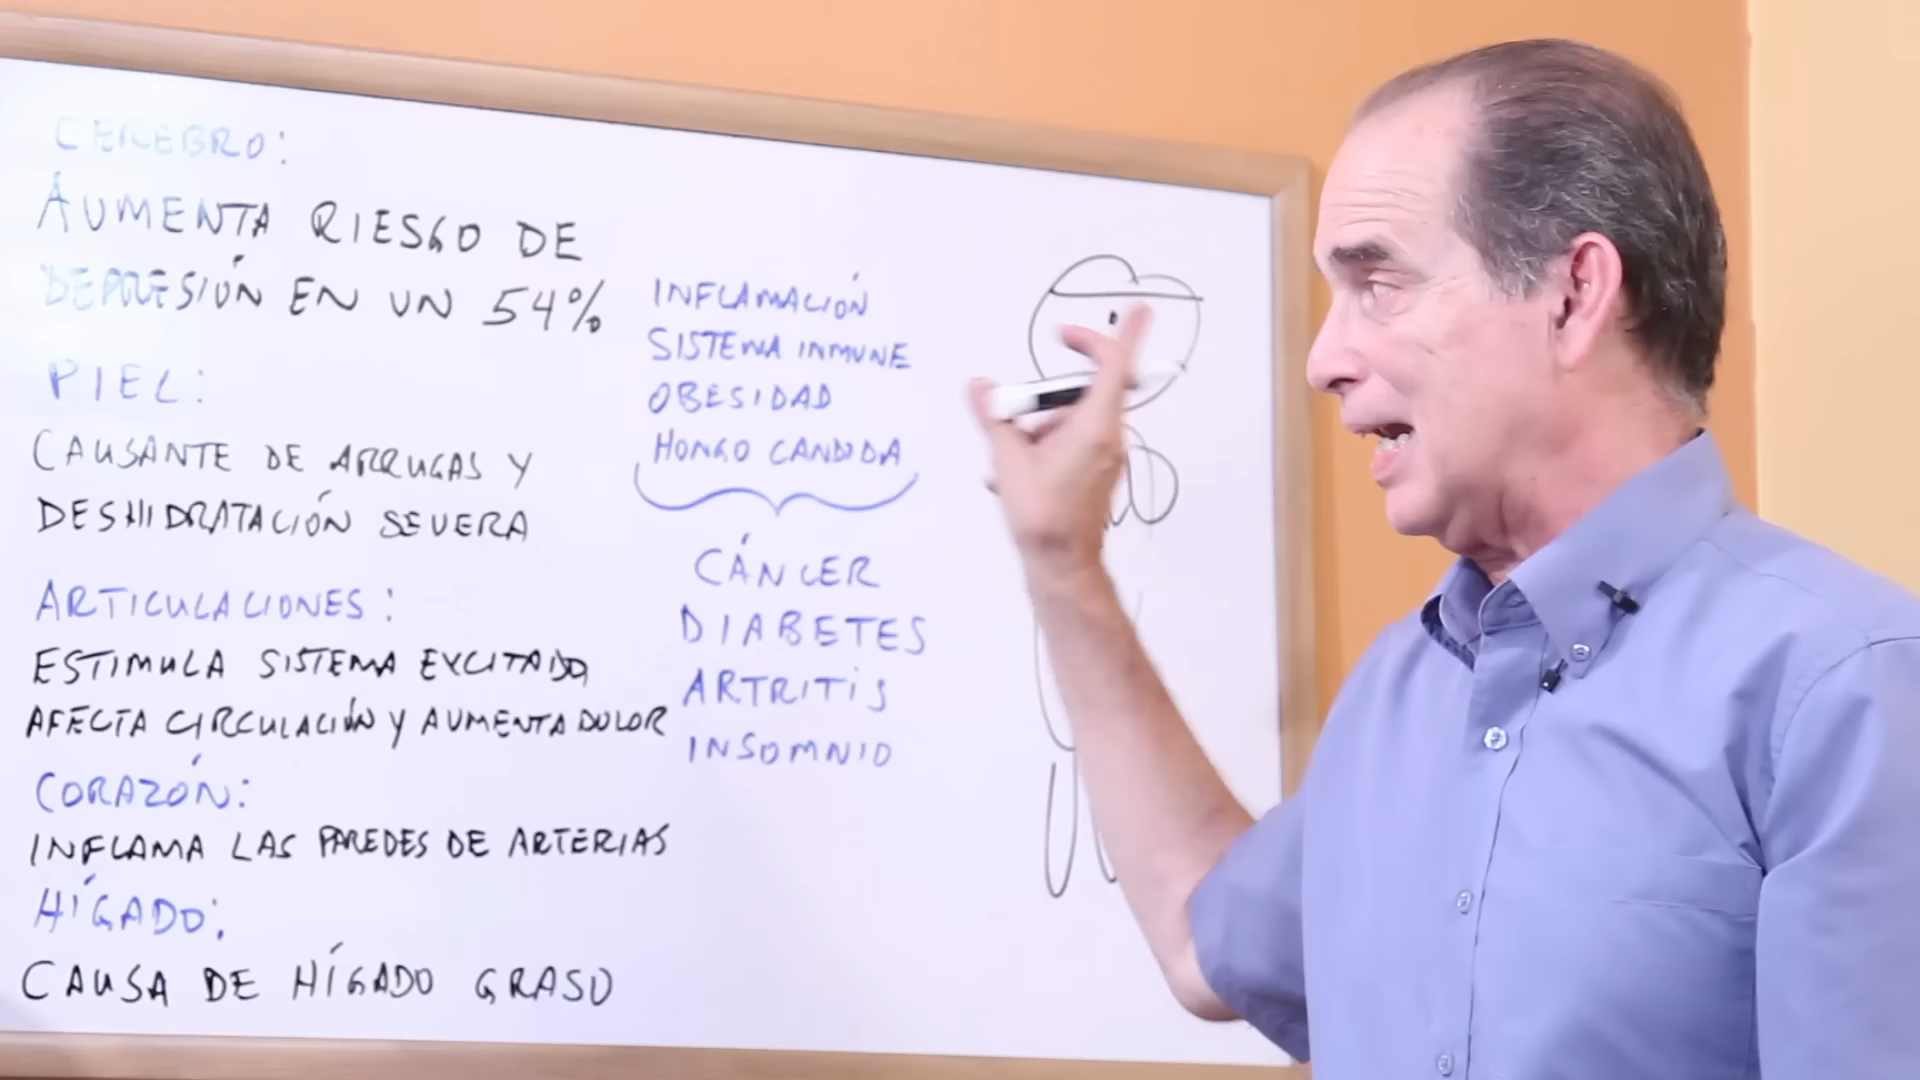 CEREBRO:
AUMENTA RIESGO DE
DEPRESIÓN EN UN 54%
PIEL:
CAUSANTE DE ARRUGAS Y
DESHIDRATACIÓN SEVERA
ARTICULACIONES:
ESTIMULA SISTEMA EXCITADO
AFECTA CIRCULACIÓN Y AUMENTA DOLOR
CORAZÓN:
INFLAMA LAS PAREDES DE ARTERIAS
HÍGADO:
CAUSA DE HÍGADO GRASO
INFLAMACIÓN
SISTEMA INMUNE
OBESIDAD
HONGO CANDIDA
CÁNCER
DIABETES
ARTRITIS
INSOMNIO